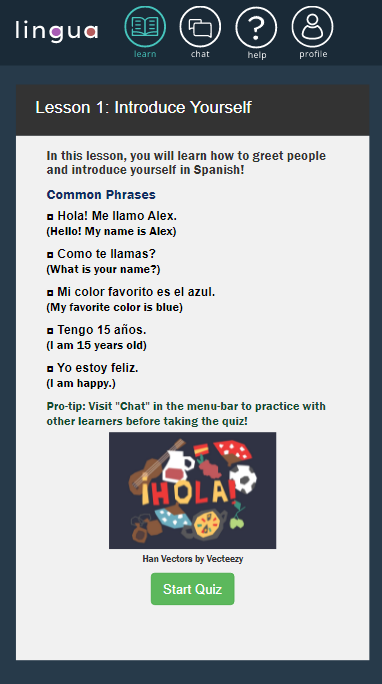 lingua
learn
chat
help
profile
Lesson 1: Introduce Yourself
In this lesson, you will learn how to greet people
and introduce yourself in Spanish!
Common Phrases
Hola! Me llamo Alex.
(Hello! My name is Alex)
Como te llamas?
(What is your name?)
Mi color favorito es el azul.
(My favorite color is blue)
Tengo 15 años.
(I am 15 years old)
Yo estoy feliz.
(I am happy.)
Pro-tip: Visit "Chat" in the menu-bar to practice with
other learners before taking the quiz!
¡HOLA!
Han Vectors by Vecteezy
Start Quiz